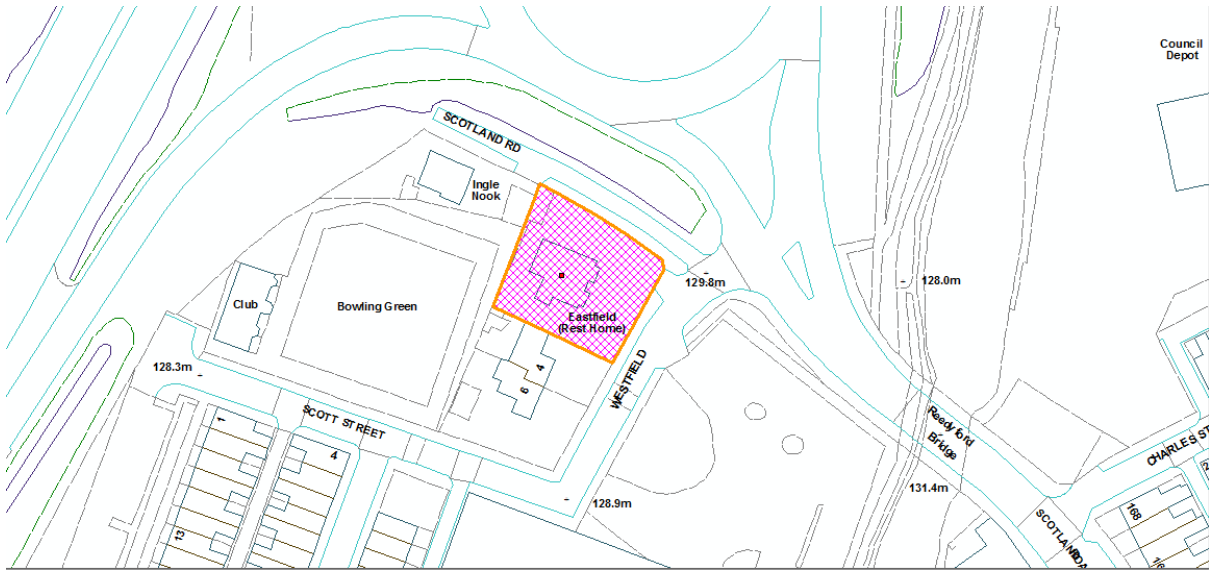 Council
Depot
SCOTLAND RD
Ingle
Nook
129.8m
128.0m
Club
Bowling Green
Eastfield
(Rest Home)
128.3m
4
6
WESTFIELD
SCOTT STREET
1
4
13
128.9m
Reedyford
Bridge
CHARLES ST
131.4m
168
SCOTLAND